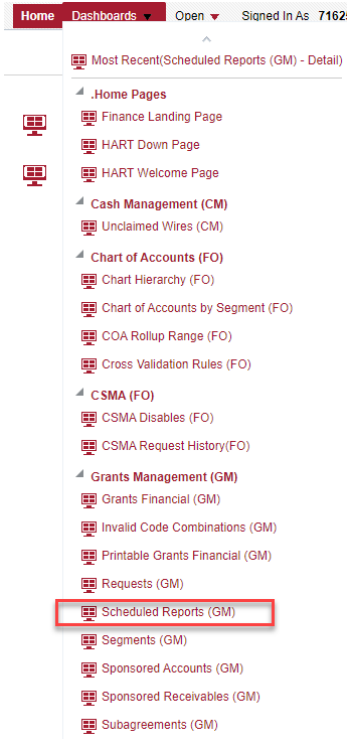 Home Dashboards Open Signed In As 7162
Most Recent(Scheduled Reports (GM) - Detail)
.Home Pages
Finance Landing Page
HART Down Page
HART Welcome Page
Cash Management (CM)
Unclaimed Wires (CM)
Chart of Accounts (FO)
Chart Hierarchy (FO)
Chart of Accounts by Segment (FO)
COA Rollup Range (FO)
Cross Validation Rules (FO)
CSMA (FO)
CSMA Disables (FO)
CSMA Request History(FO)
Grants Management (GM)
Grants Financial (GM)
Invalid Code Combinations (GM)
Printable Grants Financial (GM)
Requests (GM)
Scheduled Reports (GM)
Segments (GM)
Sponsored Accounts (GM)
Sponsored Receivables (GM)
Subagreements (GM)